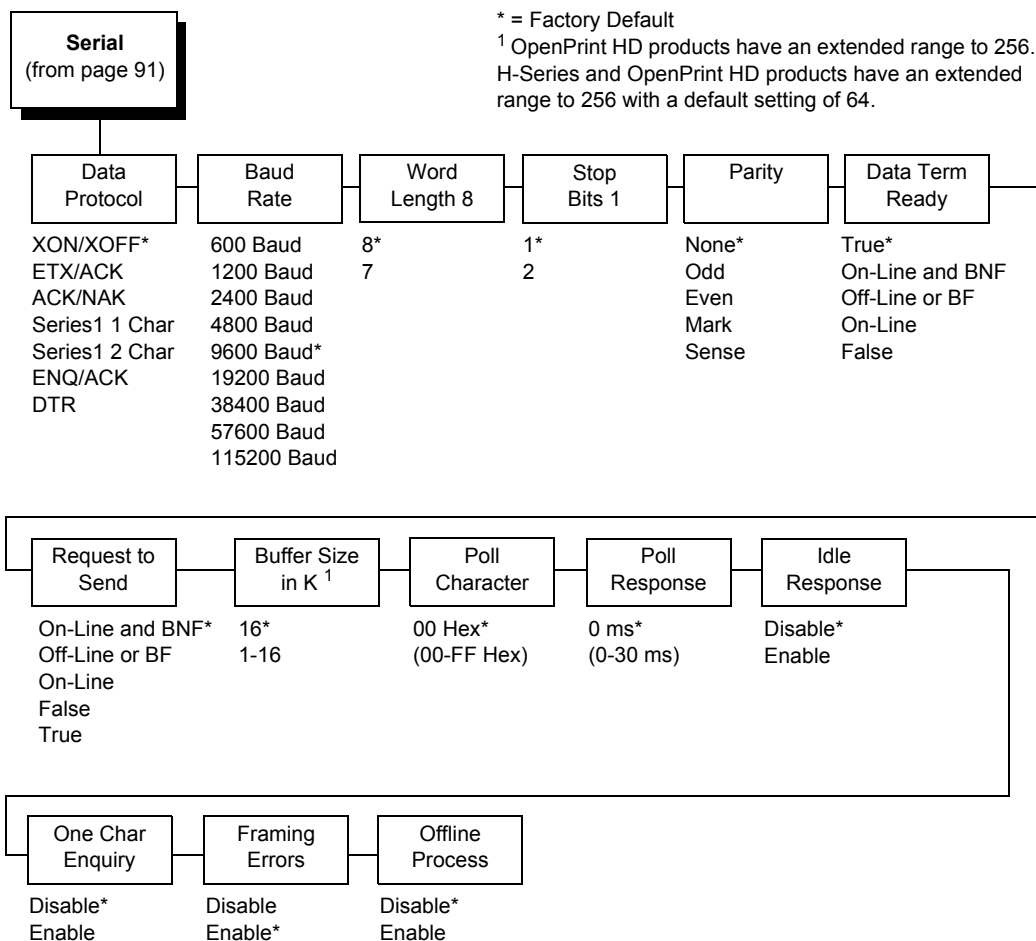 Serial
(from page 91)
* = Factory Default
1 OpenPrint HD products have an extended range to 256.
H-Series and OpenPrint HD products have an extended
range to 256 with a default setting of 64.
Data
Protocol
XON/XOFF*
ETX/ACK
ACK/NAK
Series1 1 Char
Series1 2 Char
ENQ/ACK
DTR
Baud
Rate
600 Baud
1200 Baud
2400 Baud
4800 Baud
9600 Baud*
19200 Baud
38400 Baud
57600 Baud
115200 Baud
Word
Length 8
8*
7
Stop
Bits 1
1*
2
Parity
None*
Odd
Even
Mark
Sense
Data Term
Ready
True*
On-Line and BNF
Off-Line or BF
On-Line
False
Request to
Send
On-Line and BNF*
Off-Line or BF
On-Line
False
True
Buffer Size
in K 1
16*
1-16
Poll
Character
00 Hex*
(00-FF Hex)
Poll
Response
0 ms*
(0-30 ms)
Idle
Response
Disable*
Enable
One Char
Enquiry
Disable*
Enable
Framing
Errors
Disable
Enable*
Offline
Process
Disable*
Enable